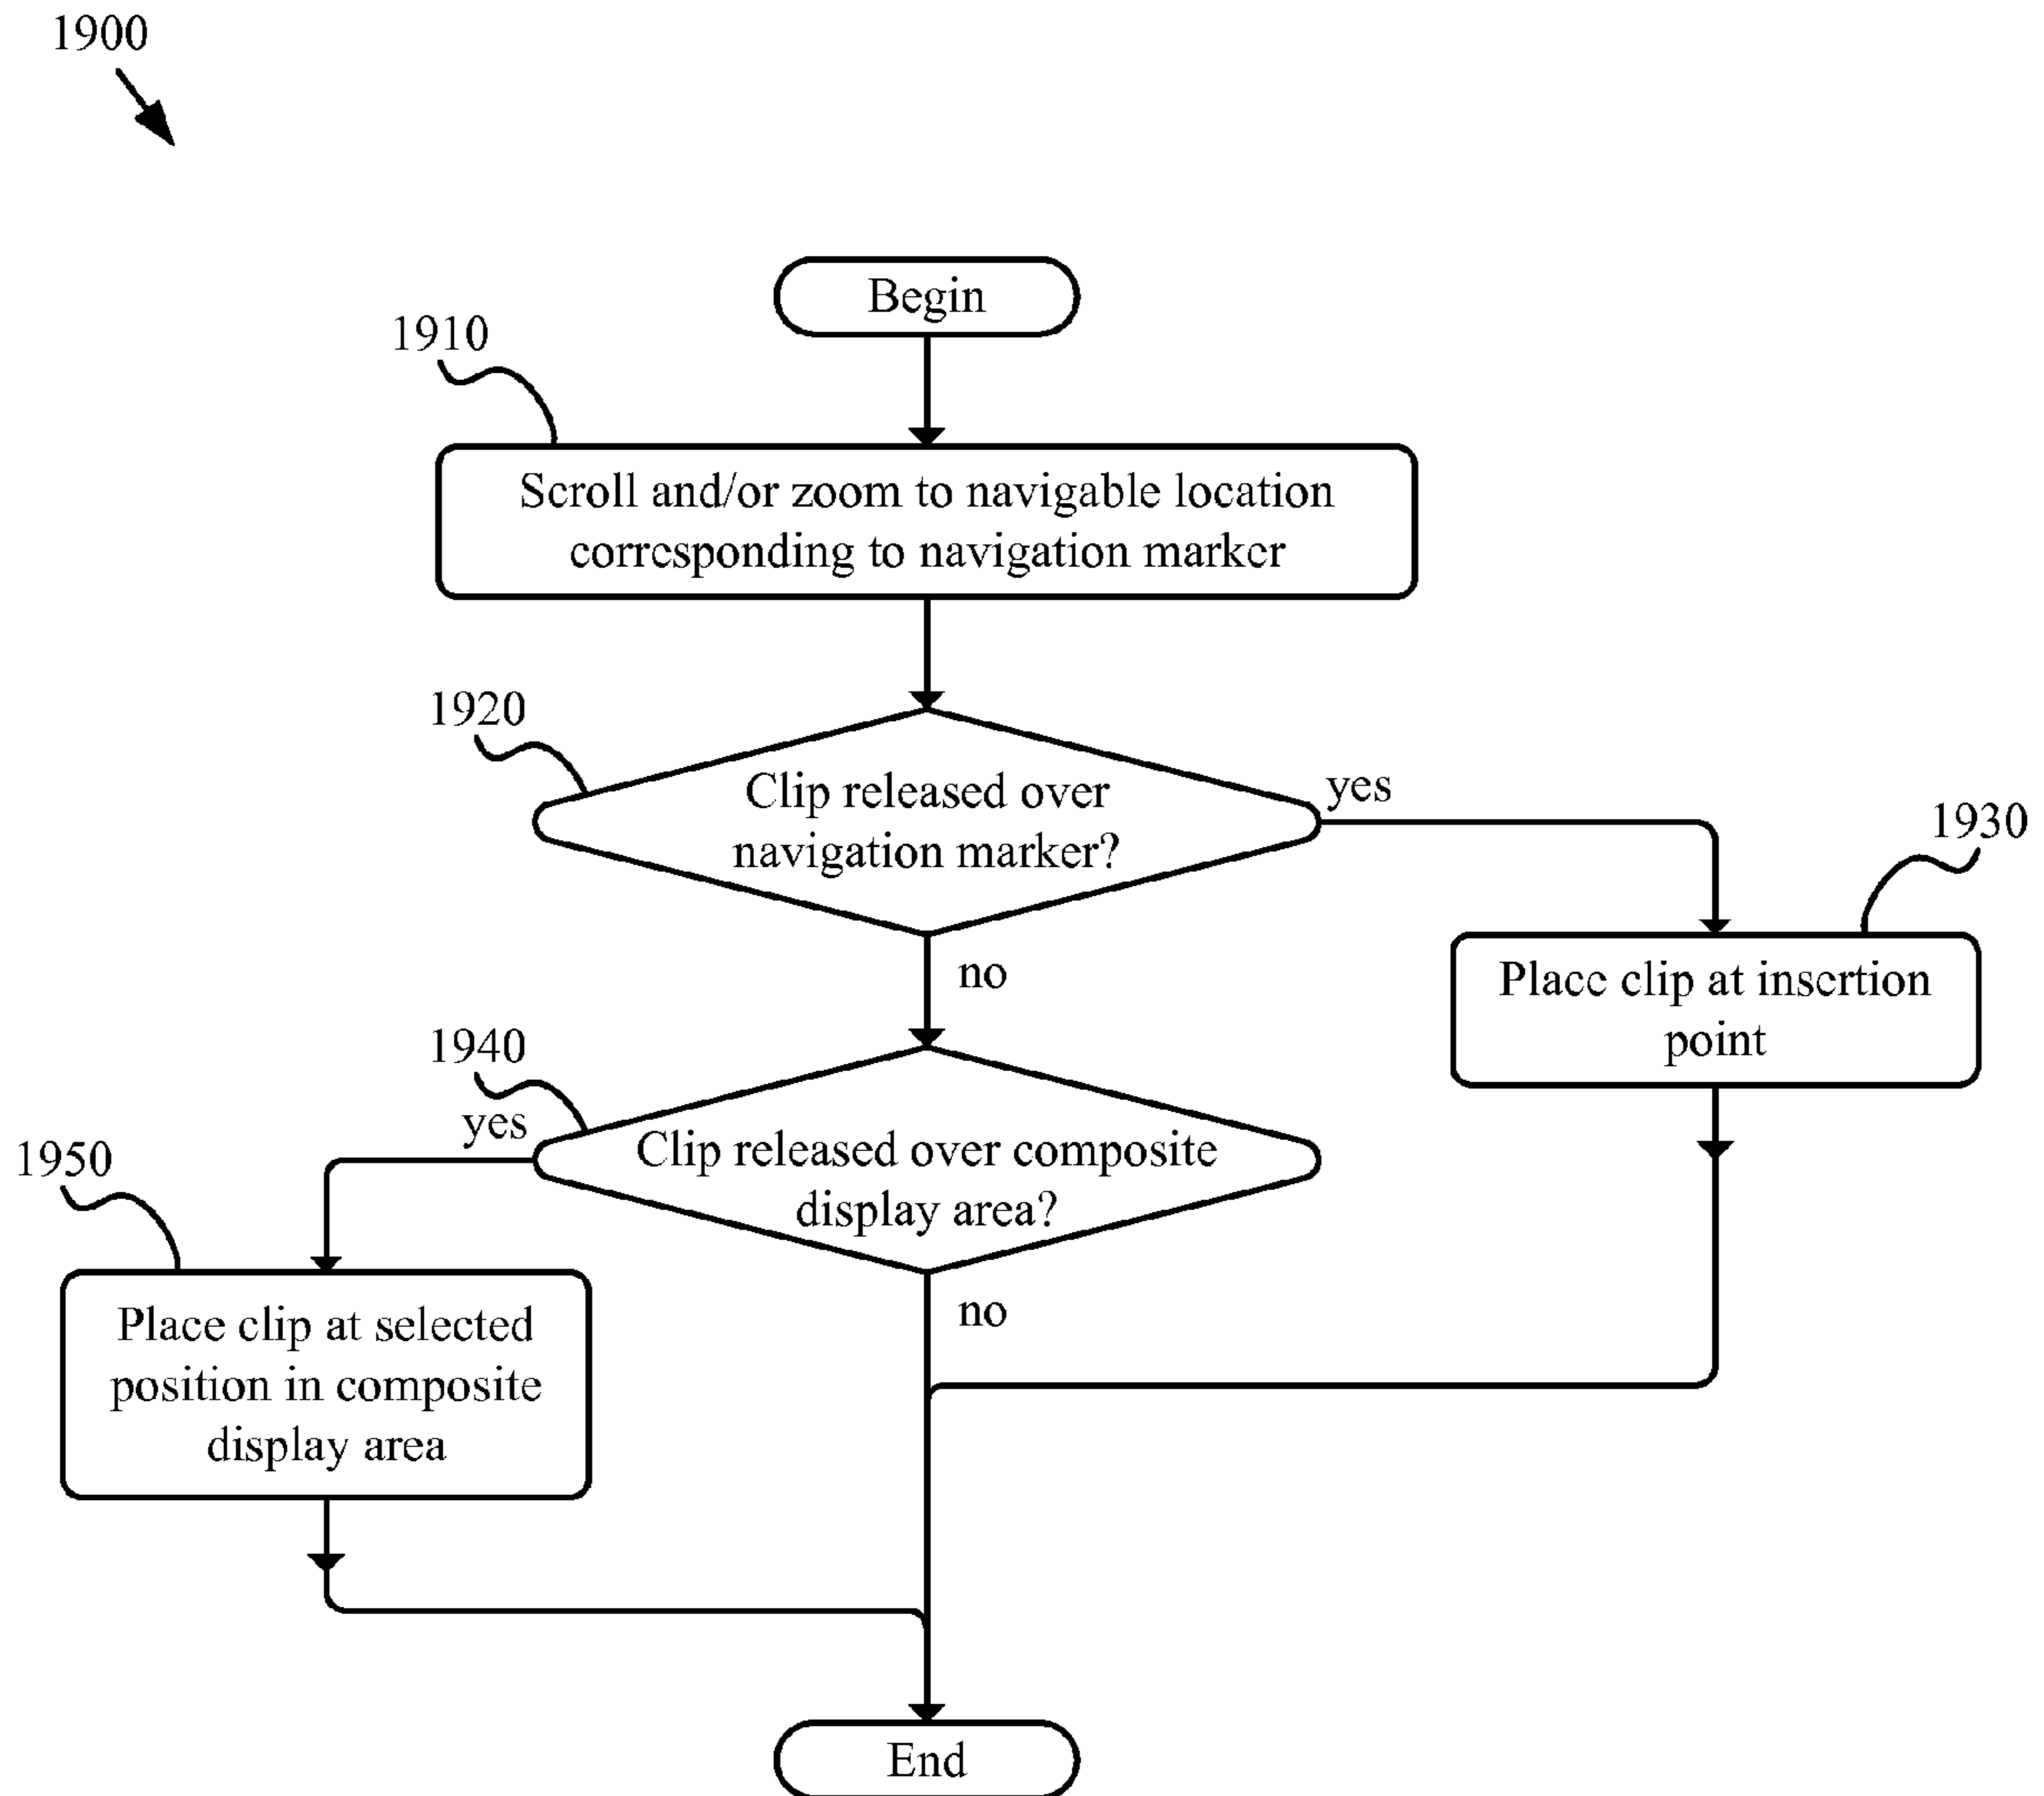 1900
Begin
1910
Scroll and/or zoom to navigable location
corresponding to navigation marker
1920
Clip released over
navigation marker?
yes
1930
Place clip at insertion
point
no
1940
yes
Clip released over composite
display area?
1950
Place clip at selected
position in composite
display area
no
End